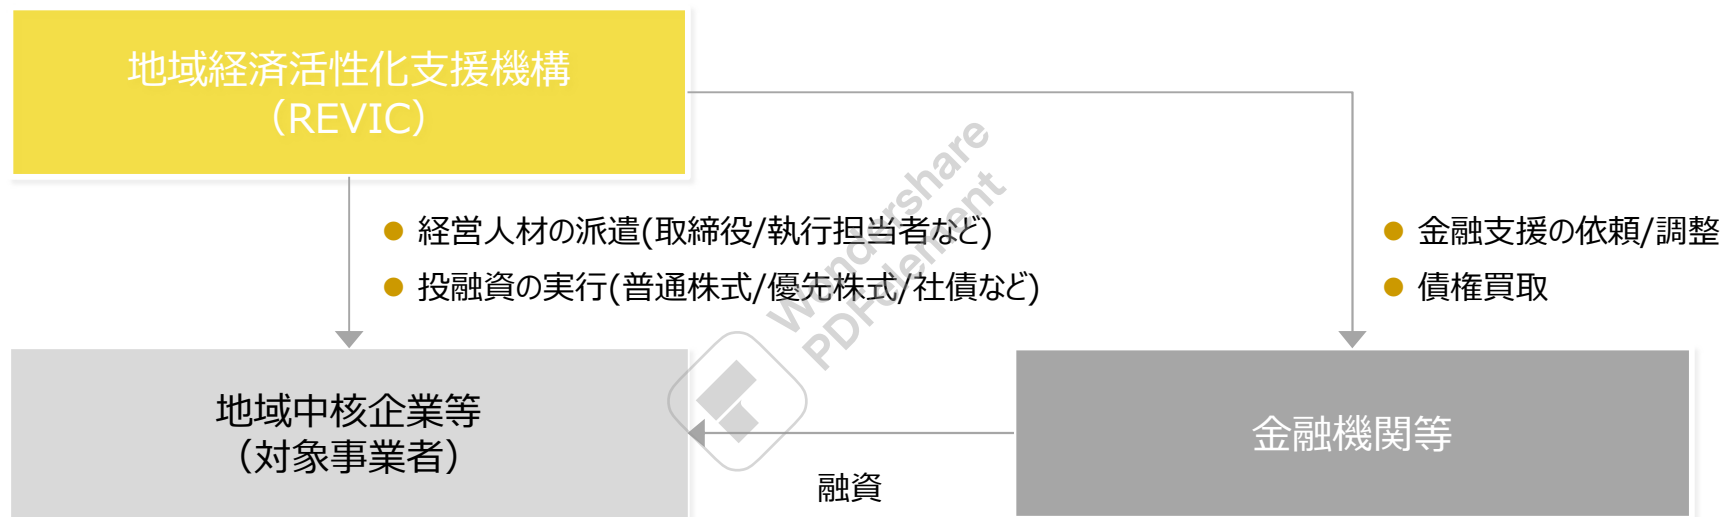 地域経済活性化支援機構
（REVIC）
● 経営人材の派遣(取締役/執行担当者など)
● 投融資の実行(普通株式/優先株式/社債など)
● 金融支援の依頼/調整
● 債権買取
地域中核企業等
（対象事業者）
金融機関等
融資
Wondershare
PDFelement